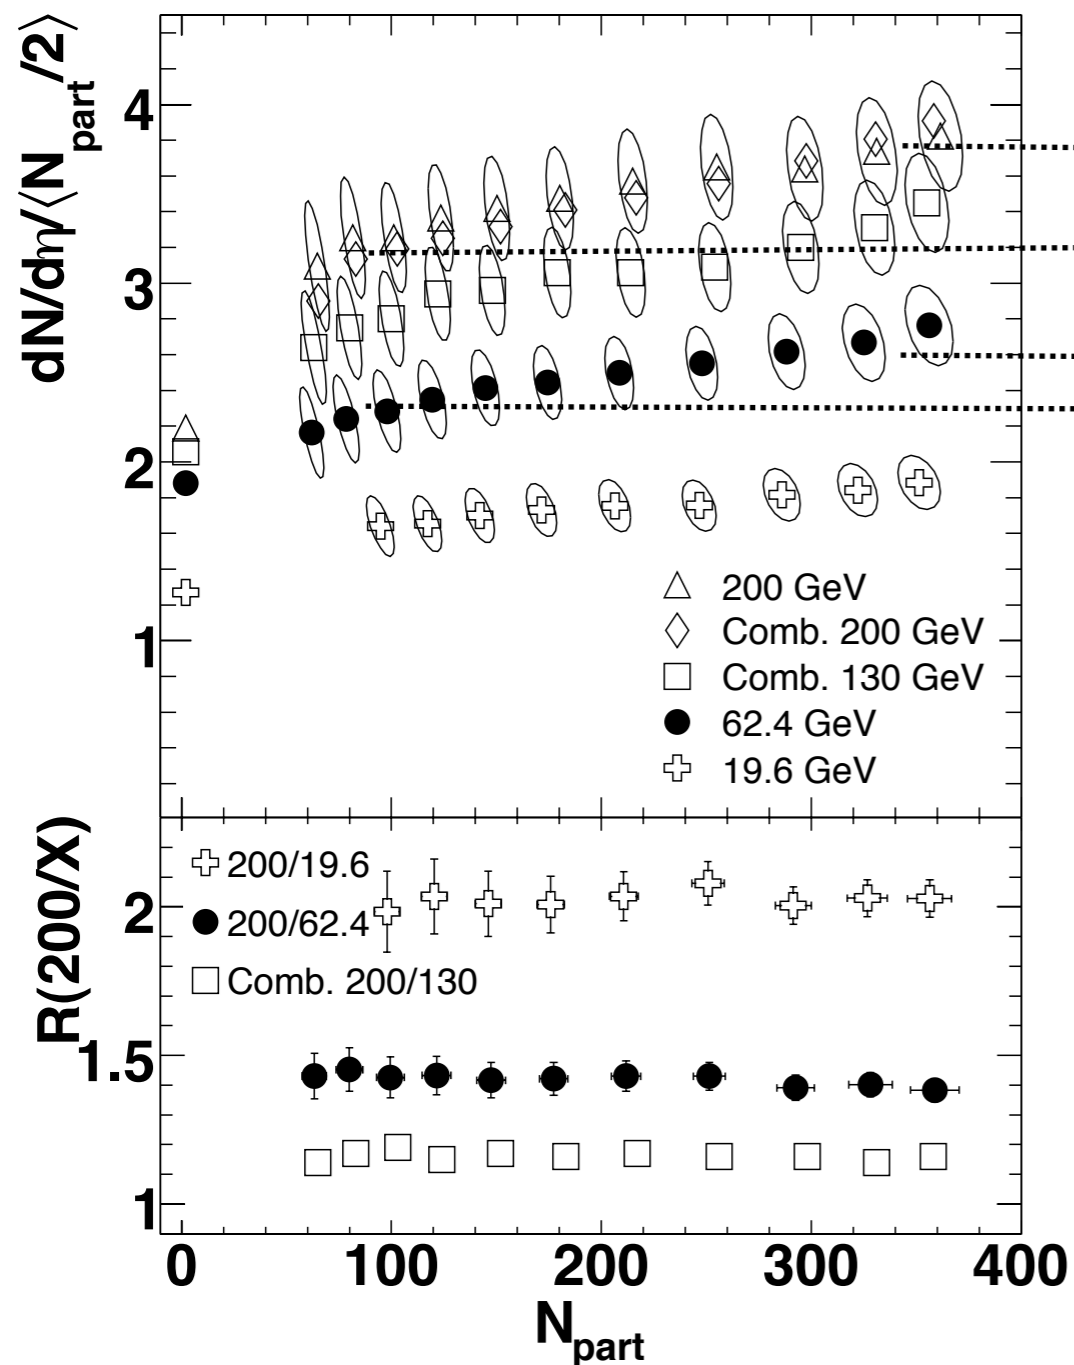 dN/dη/⟨N_part/2⟩
4
3
2
1
200 GeV
Comb. 200 GeV
Comb. 130 GeV
62.4 GeV
19.6 GeV
R(200/X)
200/19.6
200/62.4
Comb. 200/130
2
1.5
1
0 100 200 300 400
N_part